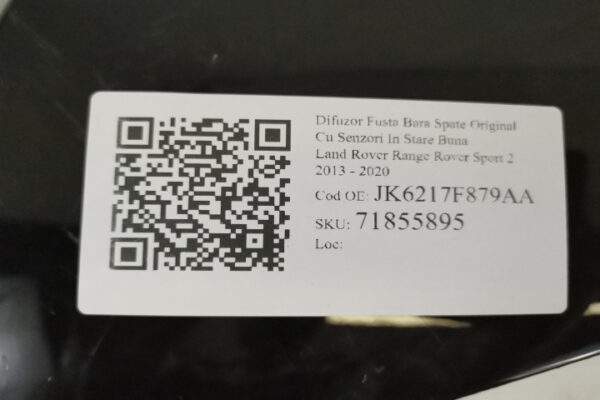 Difuzor Fusta Bara Spate Original
Cu Senzori In Stare Buna
Land Rover Range Rover Sport 2
2013 - 2020
Cod OE: JK6217F879AA
SKU: 71855895
Loc: